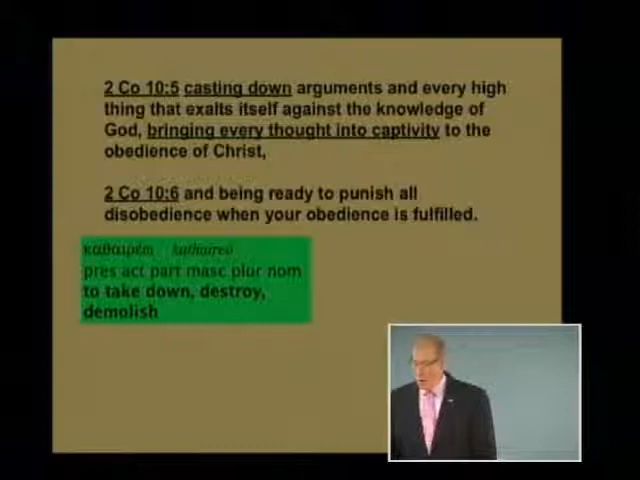 2 Co 10:5 casting down arguments and every high
thing that exalts itself against the knowledge of
God, bringing every thought into captivity to the
obedience of Christ,
2 Co 10:6 and being ready to punish all
disobedience when your obedience is fulfilled.
καθαιρέω kathaireō
pres act part masc plur nom
to take down, destroy,
demolish